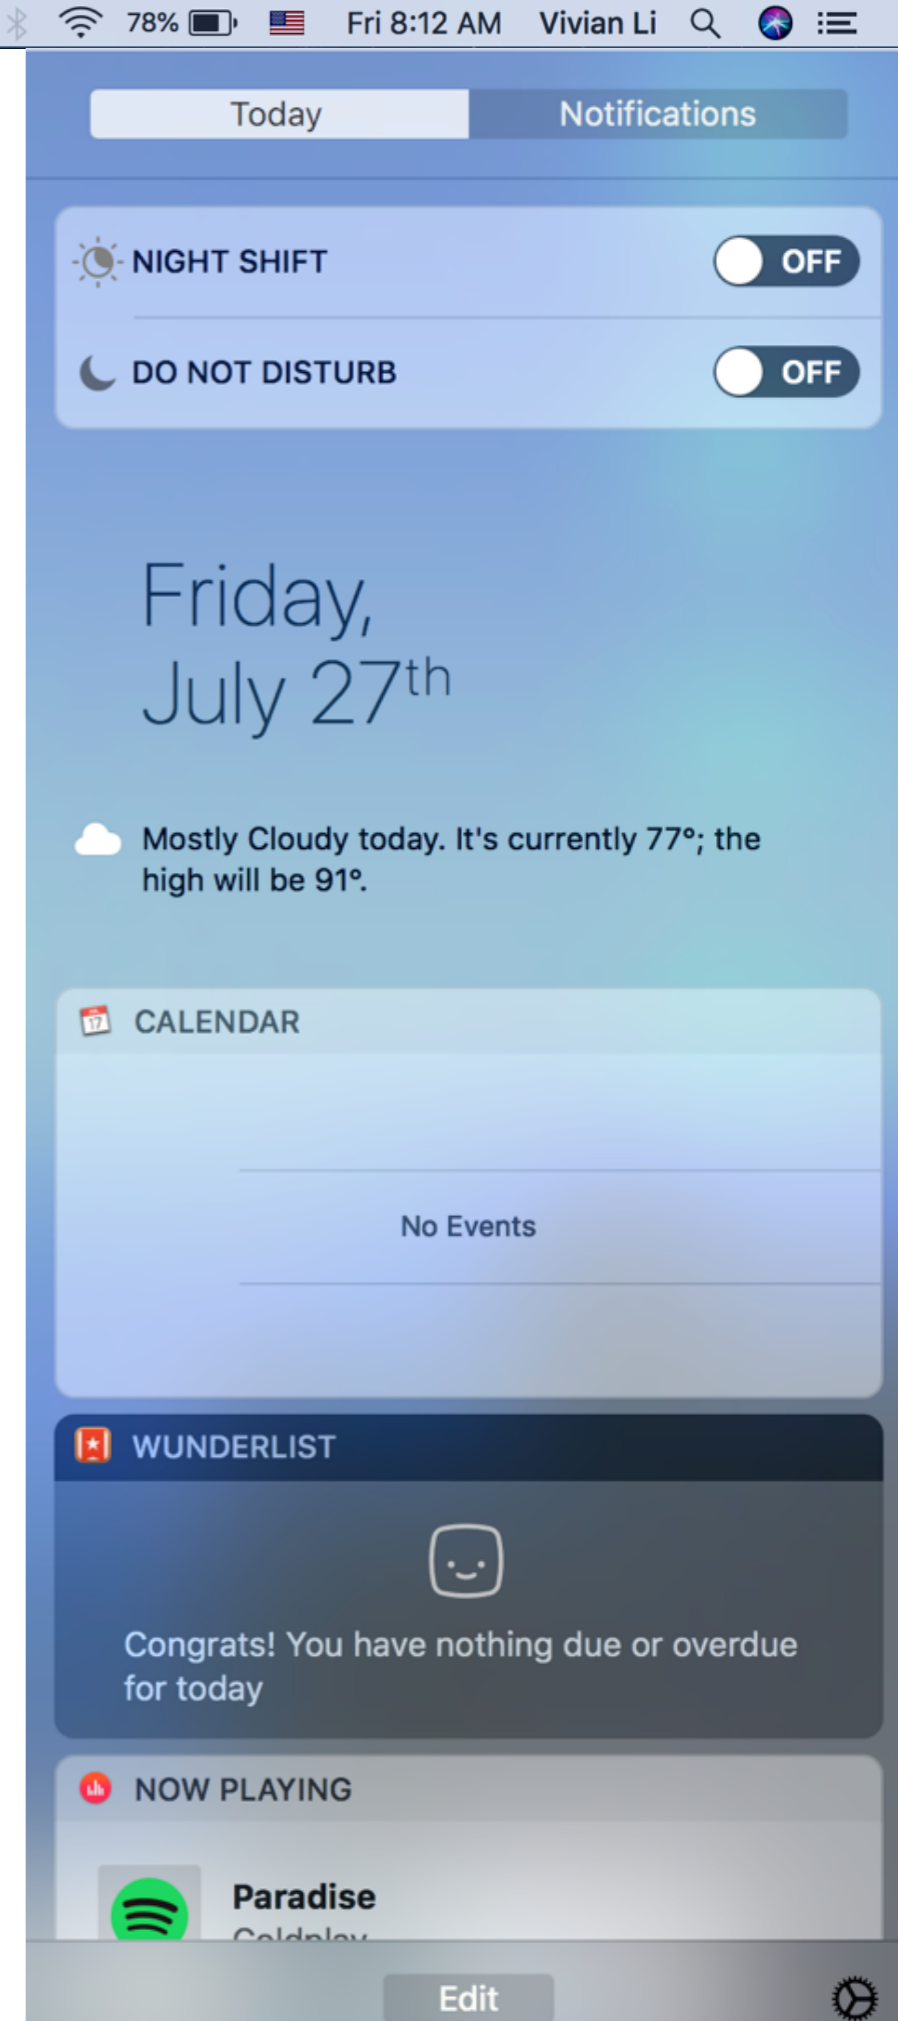 78% Fri 8:12 AM Vivian Li
Today Notifications
NIGHT SHIFT OFF
DO NOT DISTURB OFF
Friday,
July 27th
Mostly Cloudy today. It's currently 77°; the
high will be 91°.
17 CALENDAR
No Events
WUNDERLIST
Congrats! You have nothing due or overdue
for today
NOW PLAYING
Paradise
Coldplay
Edit